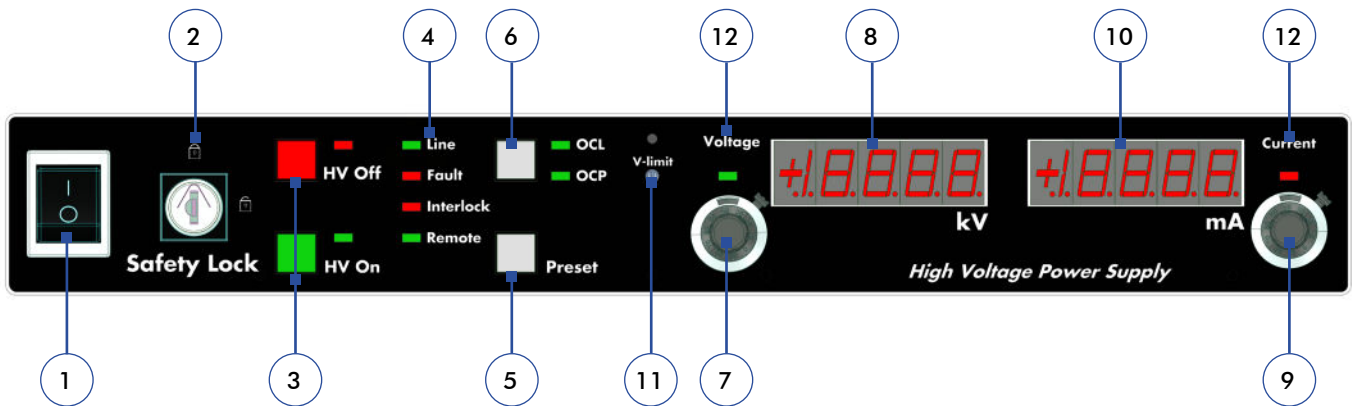 2
4
6
12
8
10
12
Line
Fault
Interlock
Remote
HV Off
HV On
Safety Lock
OCL
OCP
Preset
V-limit
Voltage
+1.8.8.8.8.
kV
+1.8.8.8.8.
mA
Current
High Voltage Power Supply
I
O
1
3
5
11
7
9